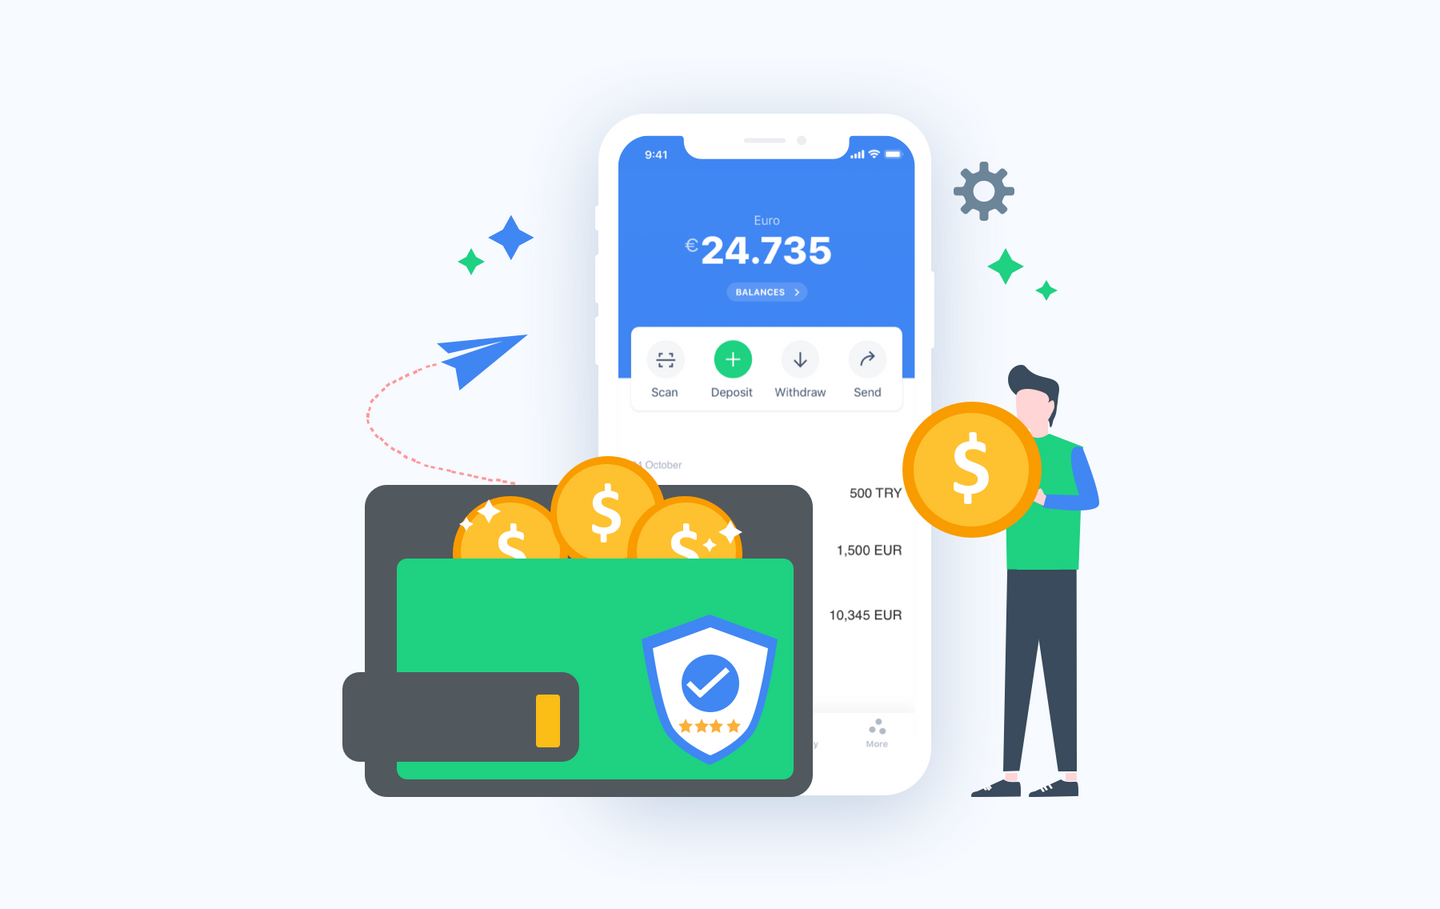 9:41
Euro
€24.735
BALANCES
Scan Deposit Withdraw Send
October
500 TRY
1,500 EUR
10,345 EUR
More
$
$
$
$